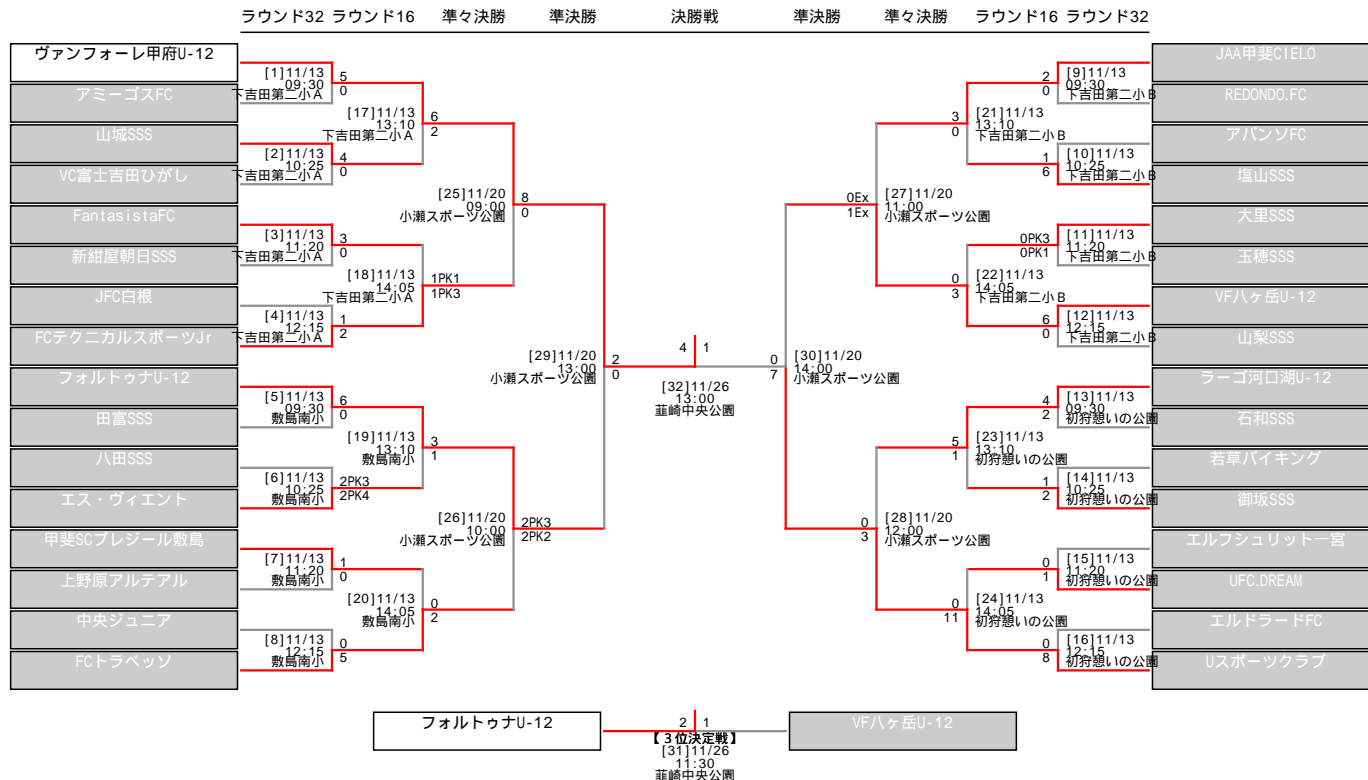 ラウンド32 ラウンド16 準々決勝 準決勝 決勝戦 準決勝 準々決勝 ラウンド16 ラウンド32
ヴァンフォーレ甲府U-12
アミーゴスFC
山城SSS
VC富士吉田ひがし
FantasistaFC
新紺屋朝日SSS
JFC白根
FCテクニカルスポーツJr
フォルトゥナU-12
田富SSS
八田SSS
エス・ヴィエント
甲斐SCプレジール敷島
上野原アルテアル
中央ジュニア
FCトラベッソ
[1]11/13
09:30
下吉田第二小A
5
0
[2]11/13
10:25
下吉田第二小A
4
0
[3]11/13
11:20
下吉田第二小A
3
0
[4]11/13
12:15
下吉田第二小A
1
2
[5]11/13
09:30
敷島南小
6
0
[6]11/13
10:25
敷島南小
2PK3
2PK4
[7]11/13
11:20
敷島南小
1
0
[8]11/13
12:15
敷島南小
0
5
[17]11/13
13:10
下吉田第二小A
6
2
[18]11/13
14:05
下吉田第二小A
1PK1
1PK3
[19]11/13
13:10
敷島南小
3
1
[20]11/13
14:05
敷島南小
0
2
[25]11/20
09:00
小瀬スポーツ公園
8
0
[26]11/20
10:00
小瀬スポーツ公園
2PK3
2PK2
[29]11/20
13:00
小瀬スポーツ公園
2
0
4 1
[32]11/26
13:00
韮崎中央公園
0
7
[30]11/20
14:00
小瀬スポーツ公園
0Ex
1Ex
[27]11/20
11:00
小瀬スポーツ公園
0
3
[28]11/20
12:00
小瀬スポーツ公園
3
0
[21]11/13
13:10
下吉田第二小B
0
3
[22]11/13
14:05
下吉田第二小B
5
1
[23]11/13
13:10
初狩憩いの公園
0
11
[24]11/13
14:05
初狩憩いの公園
2
0
[9]11/13
09:30
下吉田第二小B
1
6
[10]11/13
10:25
下吉田第二小B
0PK3
0PK1
[11]11/13
11:20
下吉田第二小B
6
0
[12]11/13
12:15
下吉田第二小B
4
2
[13]11/13
09:30
初狩憩いの公園
1
2
[14]11/13
10:25
初狩憩いの公園
0
1
[15]11/13
11:20
初狩憩いの公園
0
8
[16]11/13
12:15
初狩憩いの公園
JAA甲斐CIELO
REDONDO.FC
アバンソFC
塩山SSS
大里SSS
玉穂SSS
VF八ヶ岳U-12
山梨SSS
ラーゴ河口湖U-12
石和SSS
若草バイキング
御坂SSS
エルフシュリット一宮
UFC.DREAM
エルドラードFC
Uスポーツクラブ
フォルトゥナU-12
2 1
VF八ヶ岳U-12
【３位決定戦】
[31]11/26
11:30
韮崎中央公園